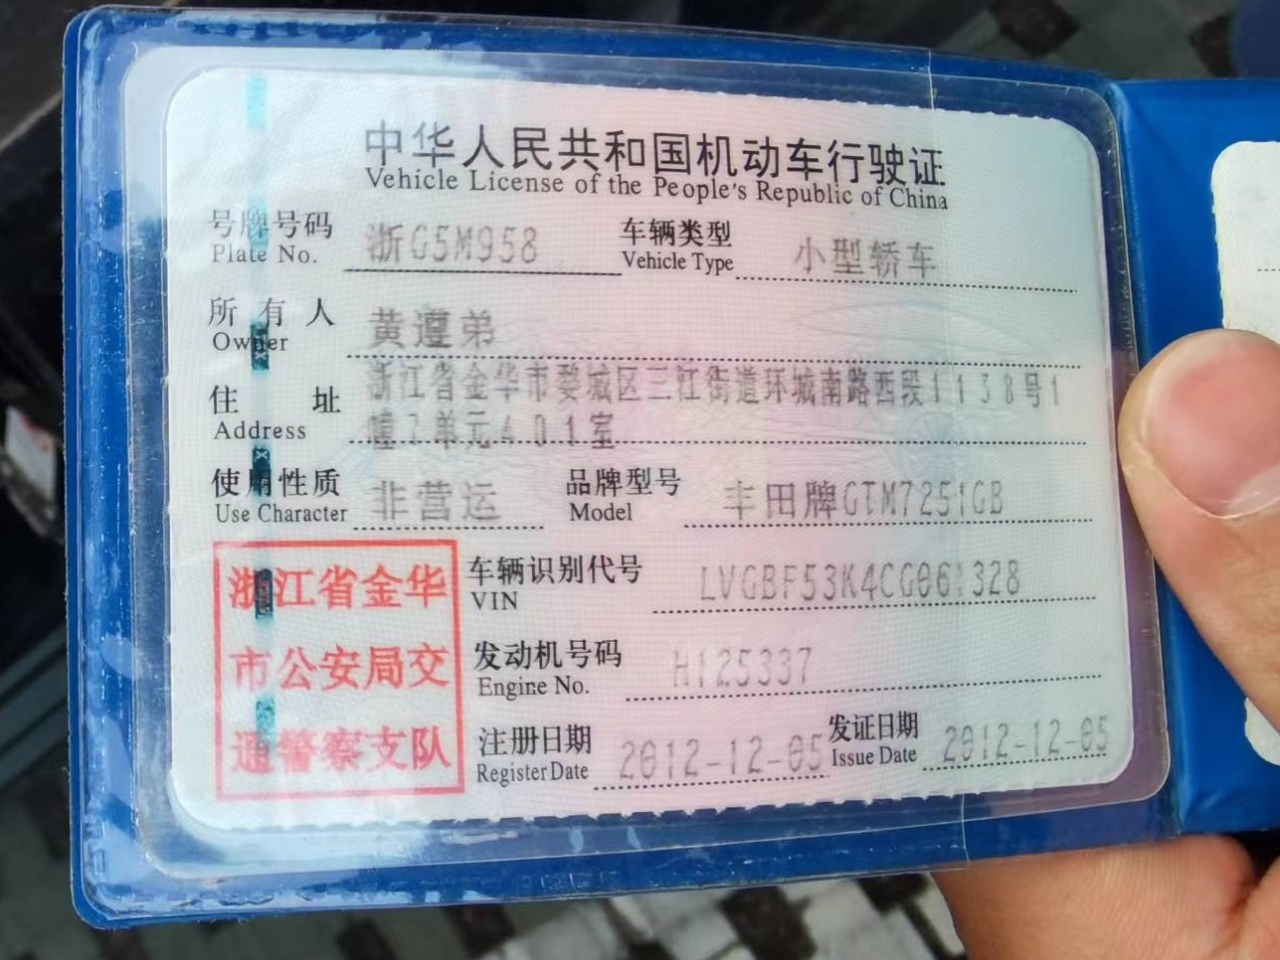 中华人民共和国机动车行驶证
Vehicle License of the People's Republic of China
号牌号码 浙G5M958 车辆类型 小型轿车
Plate No. Vehicle Type
所有人 黄遵弟
Owner
住址 浙江省金华市婺城区三江街道环城南路西段1138号1
Address 幢2单元401室
使用性质 非营运 品牌型号 丰田牌GTM7251GB
Use Character Model
浙江省金华
市公安局交
通警察支队
车辆识别代号 LVGBF53K4CG061328
VIN
发动机号码 H125337
Engine No.
注册日期 2012-12-05 发证日期 2012-12-05
Register Date Issue Date